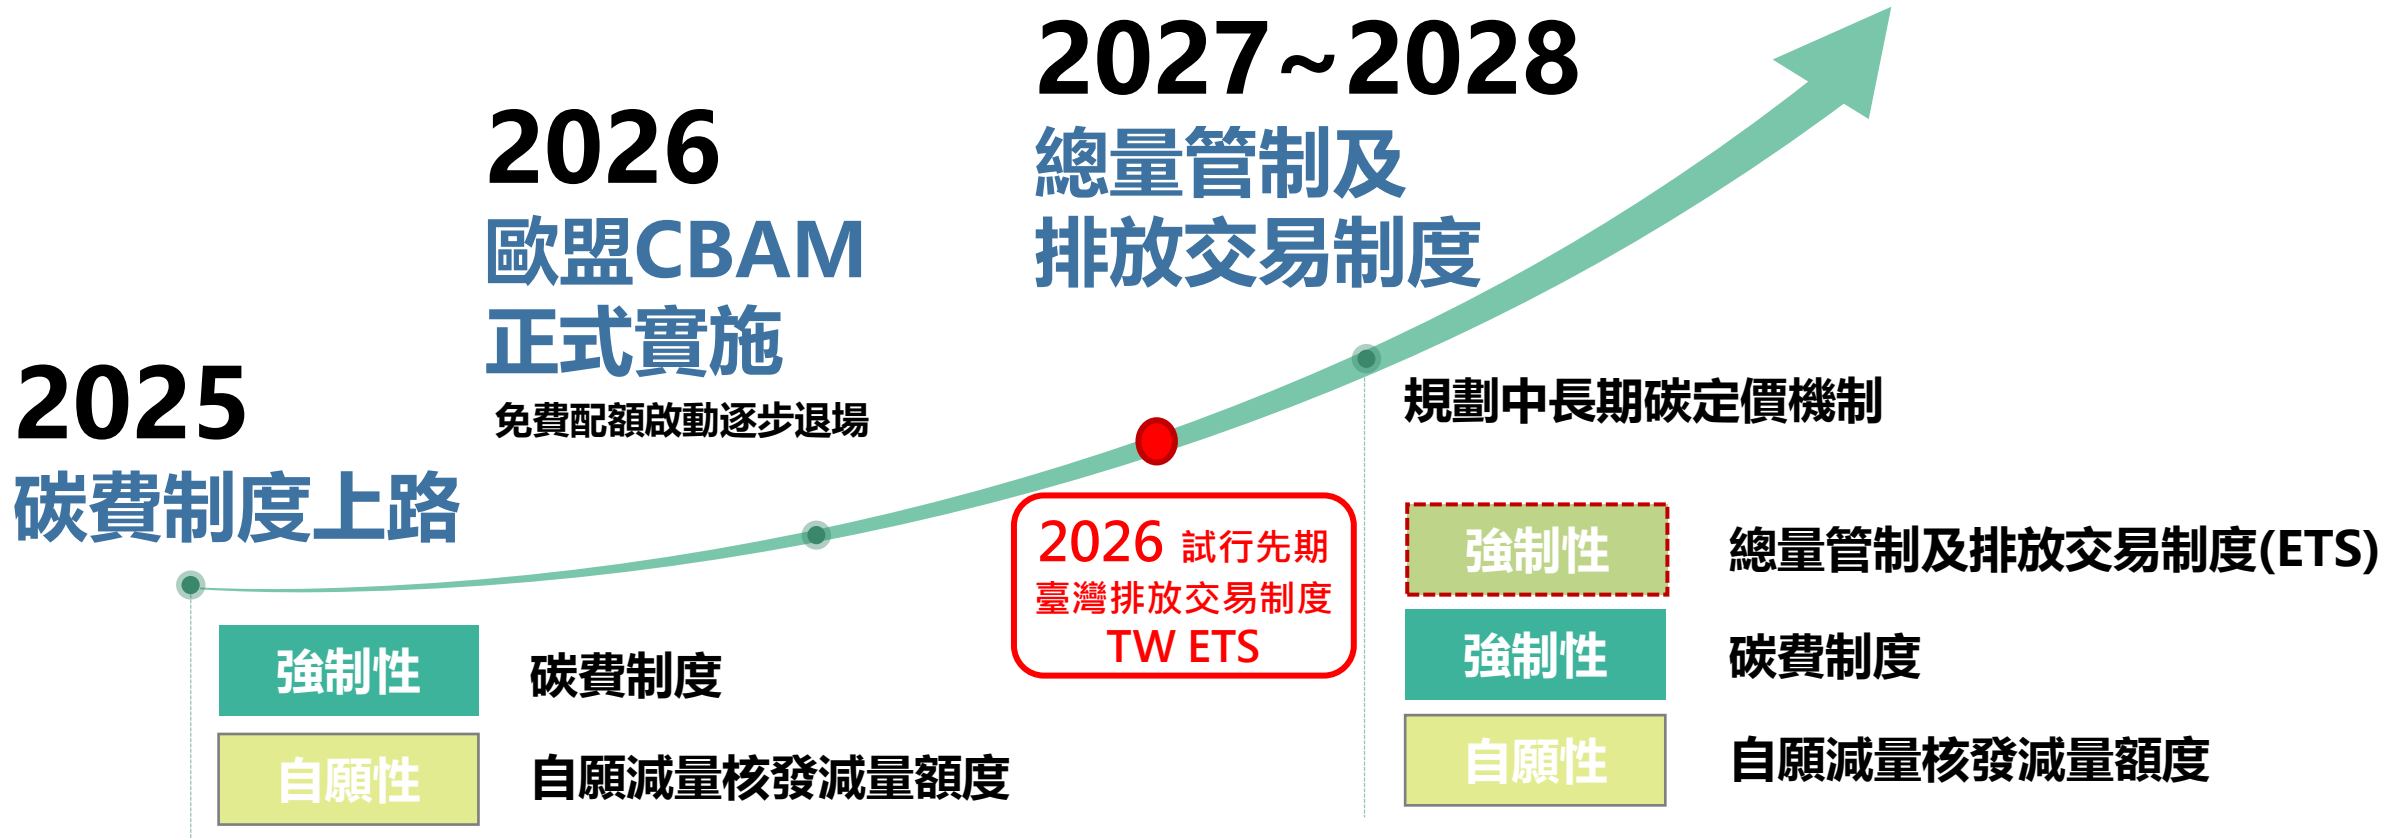 2025
碳費制度上路
強制性 碳費制度
自願性 自願減量核發減量額度
2026
歐盟CBAM
正式實施
免費配額啟動逐步退場
2026 試行先期
臺灣排放交易制度
TW ETS
2027~2028
總量管制及
排放交易制度
規劃中長期碳定價機制
強制性 總量管制及排放交易制度(ETS)
強制性 碳費制度
自願性 自願減量核發減量額度